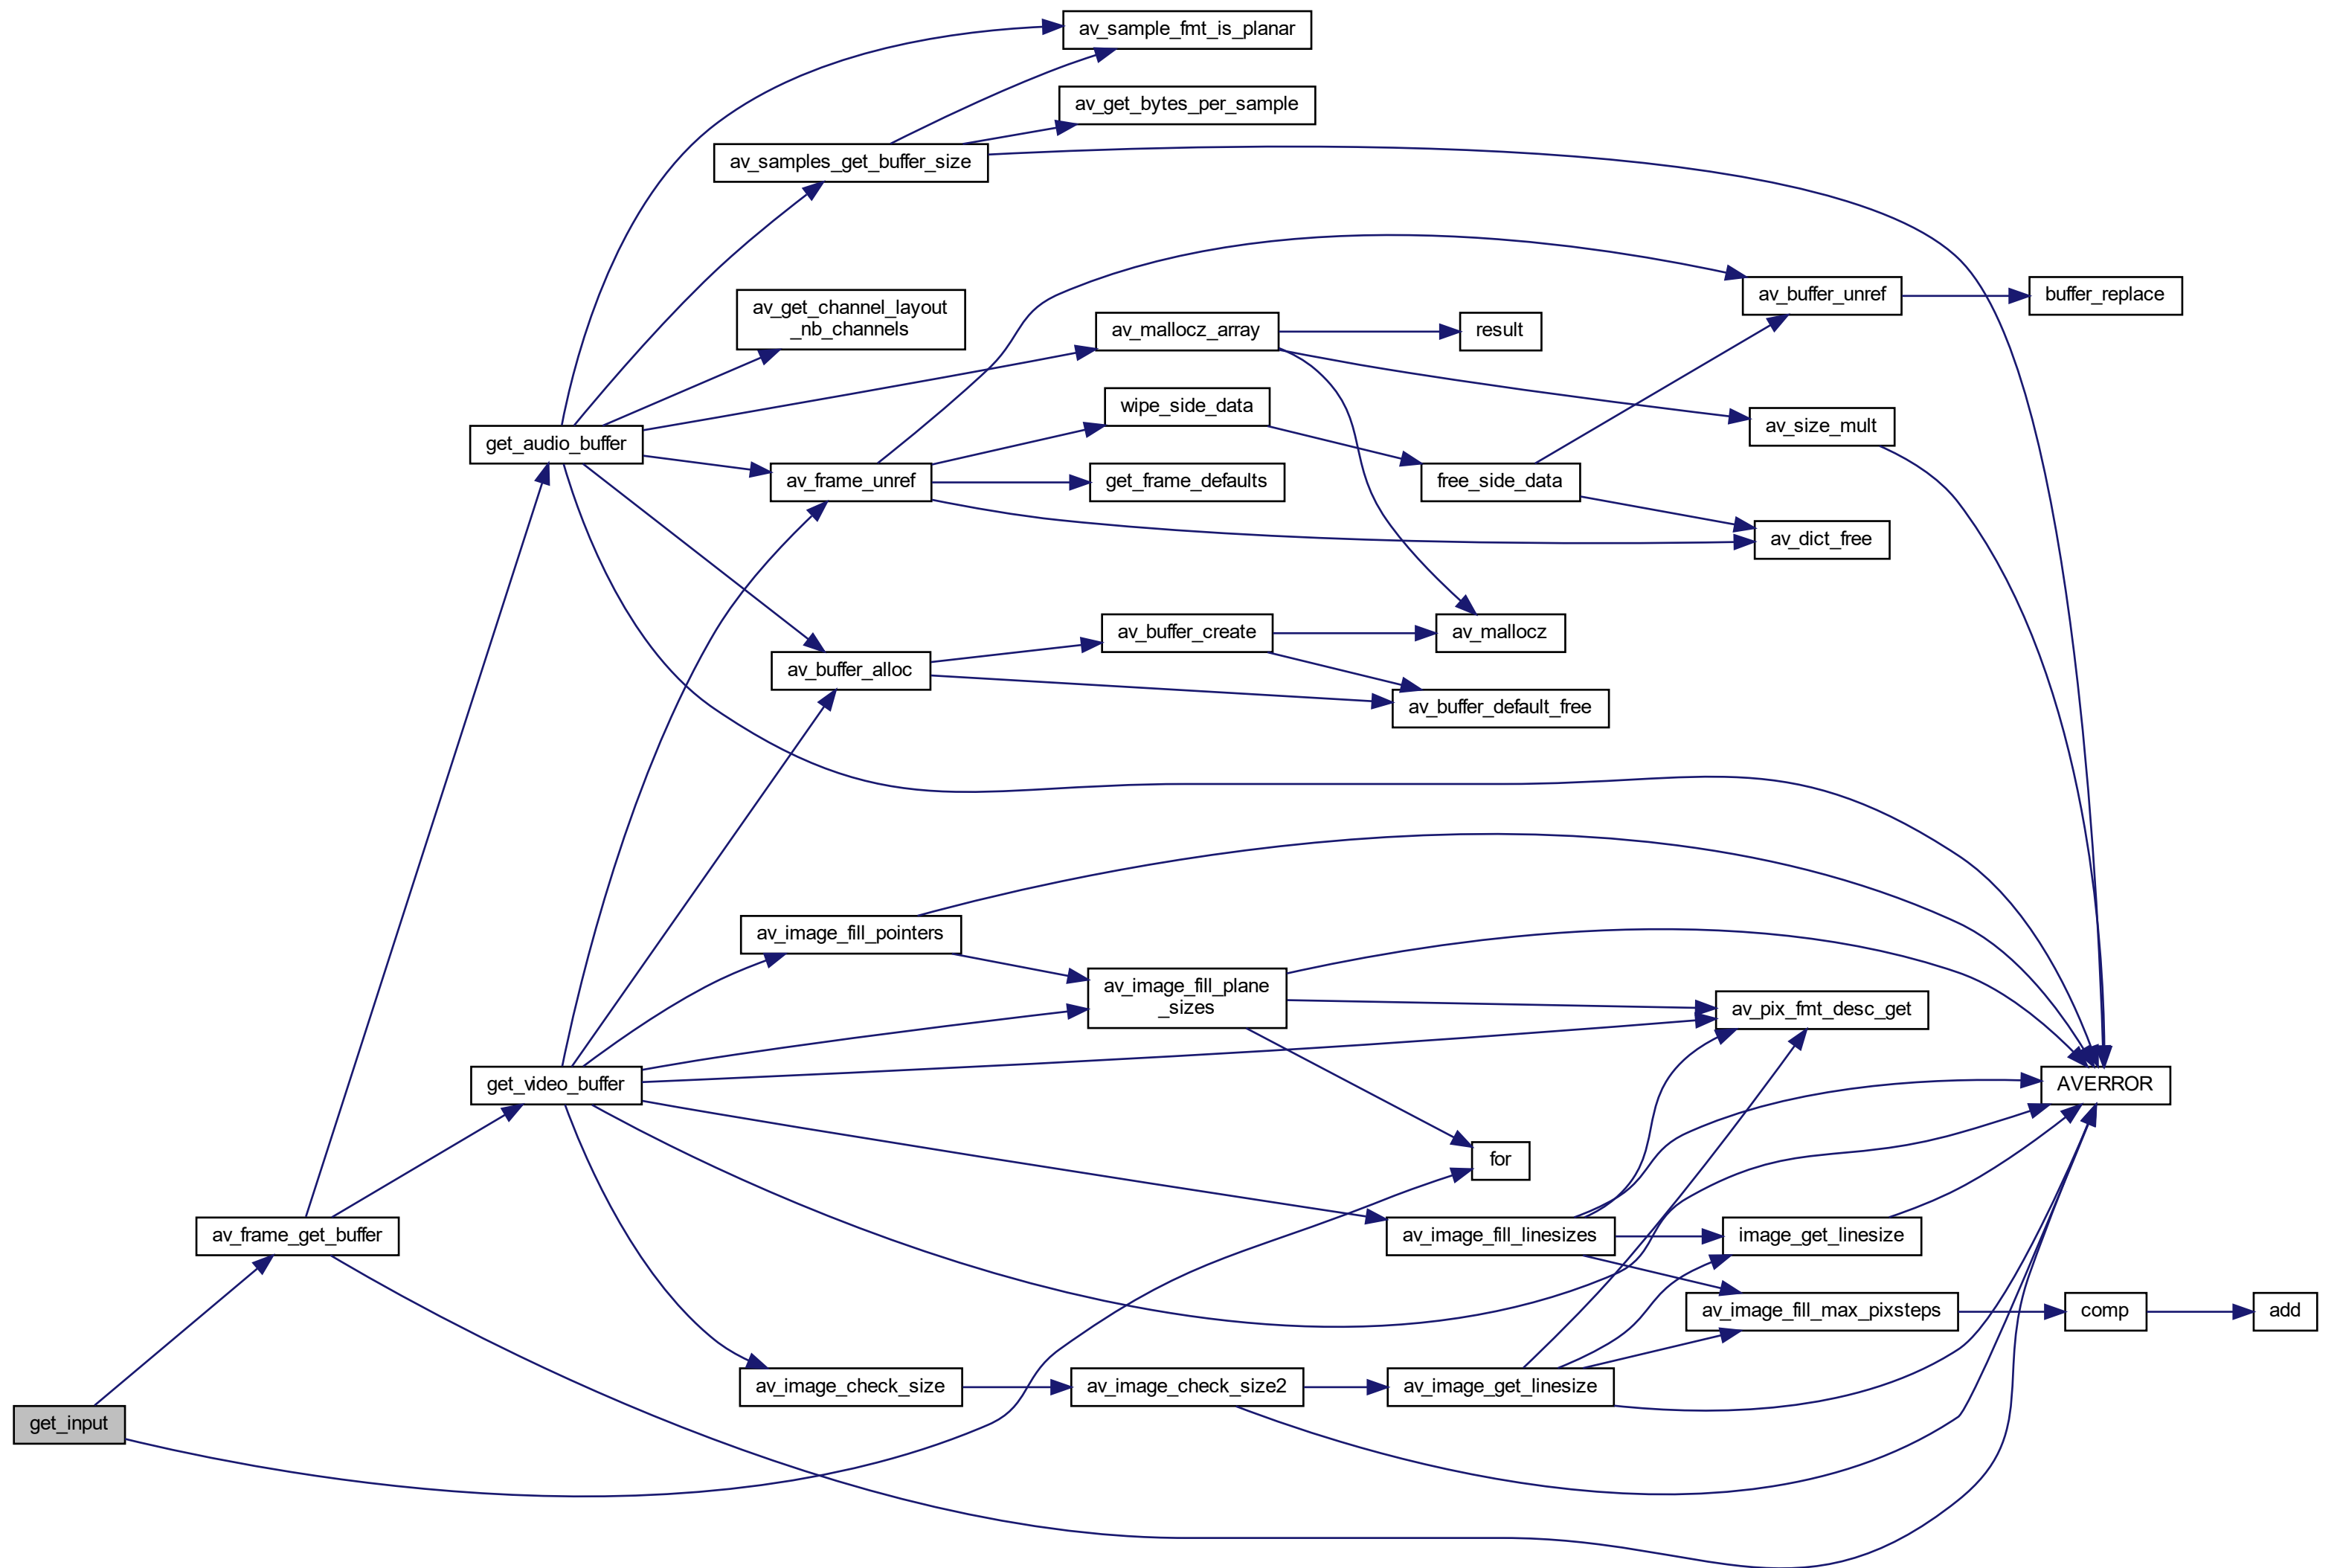 av_sample_fmt_is_planar
av_get_bytes_per_sample
av_samples_get_buffer_size
av_buffer_unref
buffer_replace
av_get_channel_layout
_nb_channels
av_mallocz_array
result
wipe_side_data
av_size_mult
get_audio_buffer
av_frame_unref
get_frame_defaults
free_side_data
av_dict_free
av_buffer_create
av_mallocz
av_buffer_alloc
av_buffer_default_free
av_image_fill_pointers
av_image_fill_plane
_sizes
av_pix_fmt_desc_get
get_video_buffer
AVERROR
for
av_frame_get_buffer
av_image_fill_linesizes
image_get_linesize
av_image_fill_max_pixsteps
comp
add
av_image_check_size
av_image_check_size2
av_image_get_linesize
get_input